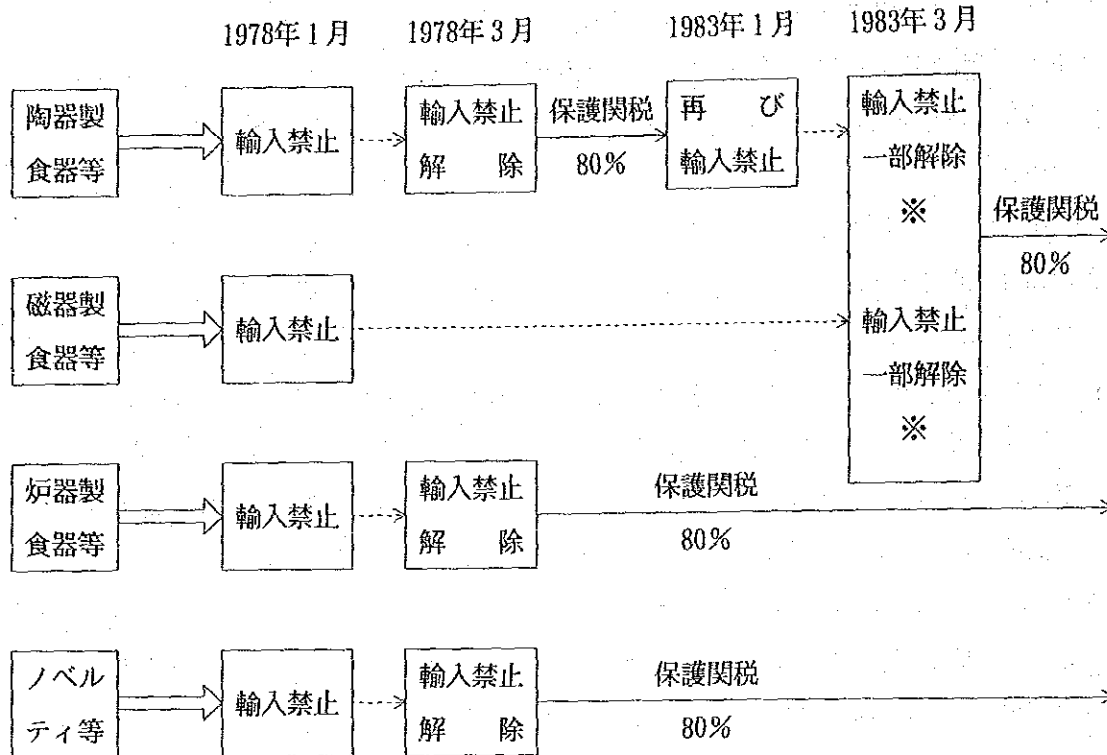 1978年1月 1978年3月 1983年1月 1983年3月
陶器製
食器等
輸入禁止
輸入禁止
解 除
保護関税
80%
再 び
輸入禁止
輸入禁止
一部解除
※
保護関税
80%
磁器製
食器等
輸入禁止
輸入禁止
一部解除
※
炻器製
食器等
輸入禁止
輸入禁止
解 除
保護関税
80%
ノベル
ティ等
輸入禁止
輸入禁止
解 除
保護関税
80%